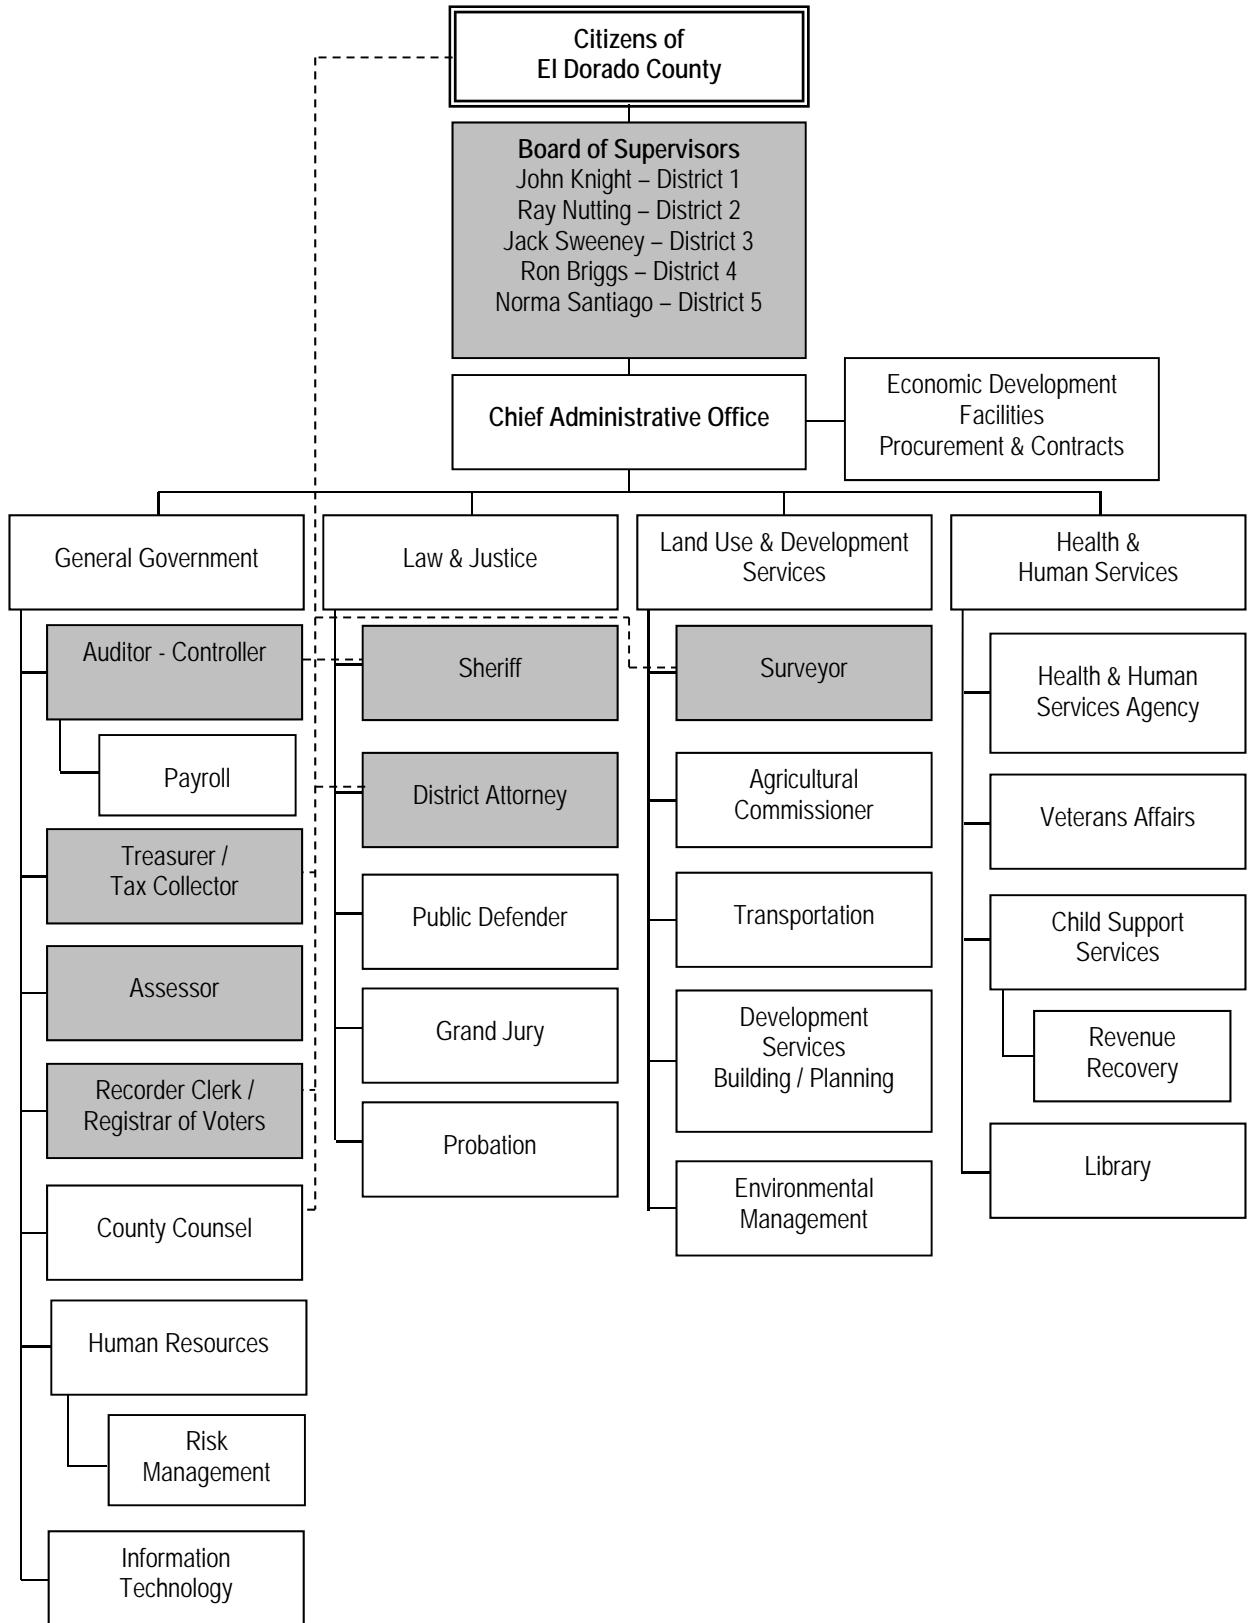 Citizens of
El Dorado County
Board of Supervisors
John Knight – District 1
Ray Nutting – District 2
Jack Sweeney – District 3
Ron Briggs – District 4
Norma Santiago – District 5
Chief Administrative Office
Economic Development
Facilities
Procurement & Contracts
General Government
Auditor - Controller
Payroll
Treasurer /
Tax Collector
Assessor
Recorder Clerk /
Registrar of Voters
County Counsel
Human Resources
Risk
Management
Information
Technology
Law & Justice
Sheriff
District Attorney
Public Defender
Grand Jury
Probation
Land Use & Development
Services
Surveyor
Agricultural
Commissioner
Transportation
Development
Services
Building / Planning
Environmental
Management
Health &
Human Services
Health & Human
Services Agency
Veterans Affairs
Child Support
Services
Revenue
Recovery
Library